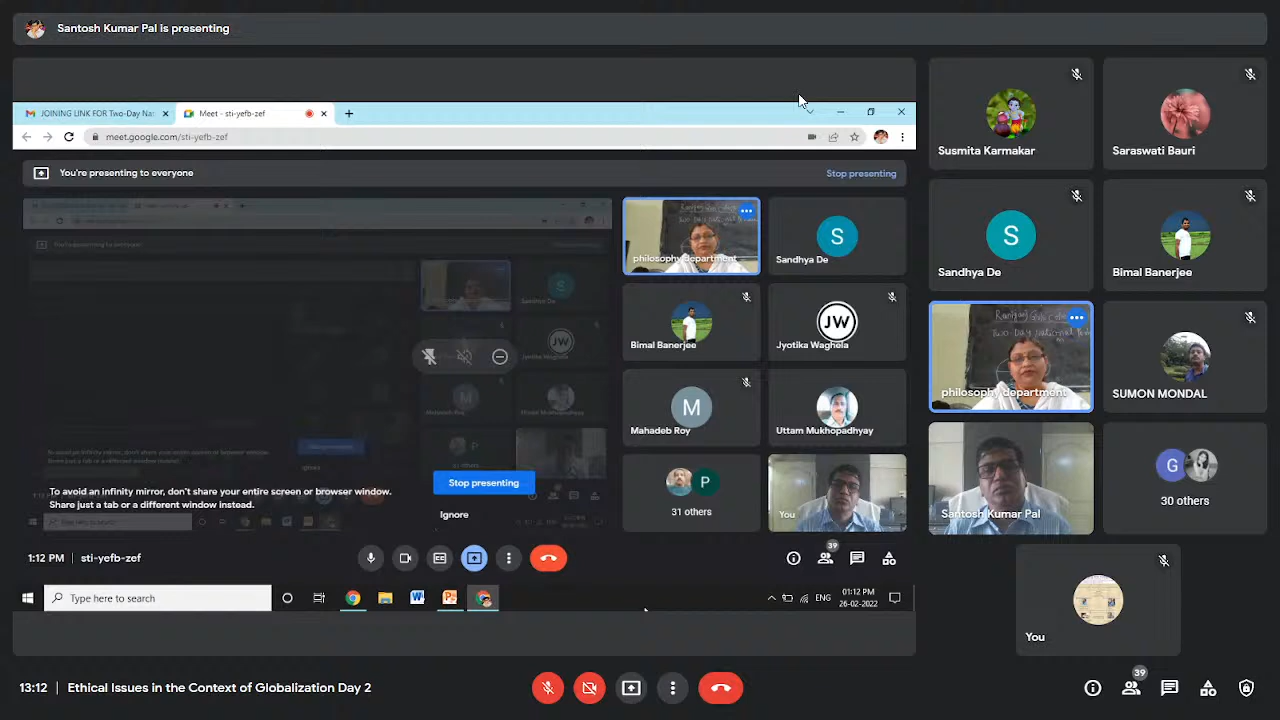 Santosh Kumar Pal is presenting
JOINING LINK FOR Two-Day Na
Meet - sti-yefb-zef
meet.google.com/sti-yefb-zef
You're presenting to everyone
Stop presenting
philosophy department
Sandhya De
Bimal Banerjee
JW
Jyotika Waghela
M
Mahadeb Roy
Uttam Mukhopadhyay
P
31 others
You
S
To avoid an infinity mirror, don't share your entire screen or browser window.
Share just a tab or a different window instead.
Stop presenting
Ignore
1:12 PM
sti-yefb-zef
39
Type here to search
ENG
01:12 PM
26-02-2022
Susmita Karmakar
Saraswati Bauri
S
Sandhya De
Bimal Banerjee
philosophy department
SUMON MONDAL
Santosh Kumar Pal
G
30 others
You
13:12
Ethical Issues in the Context of Globalization Day 2
39